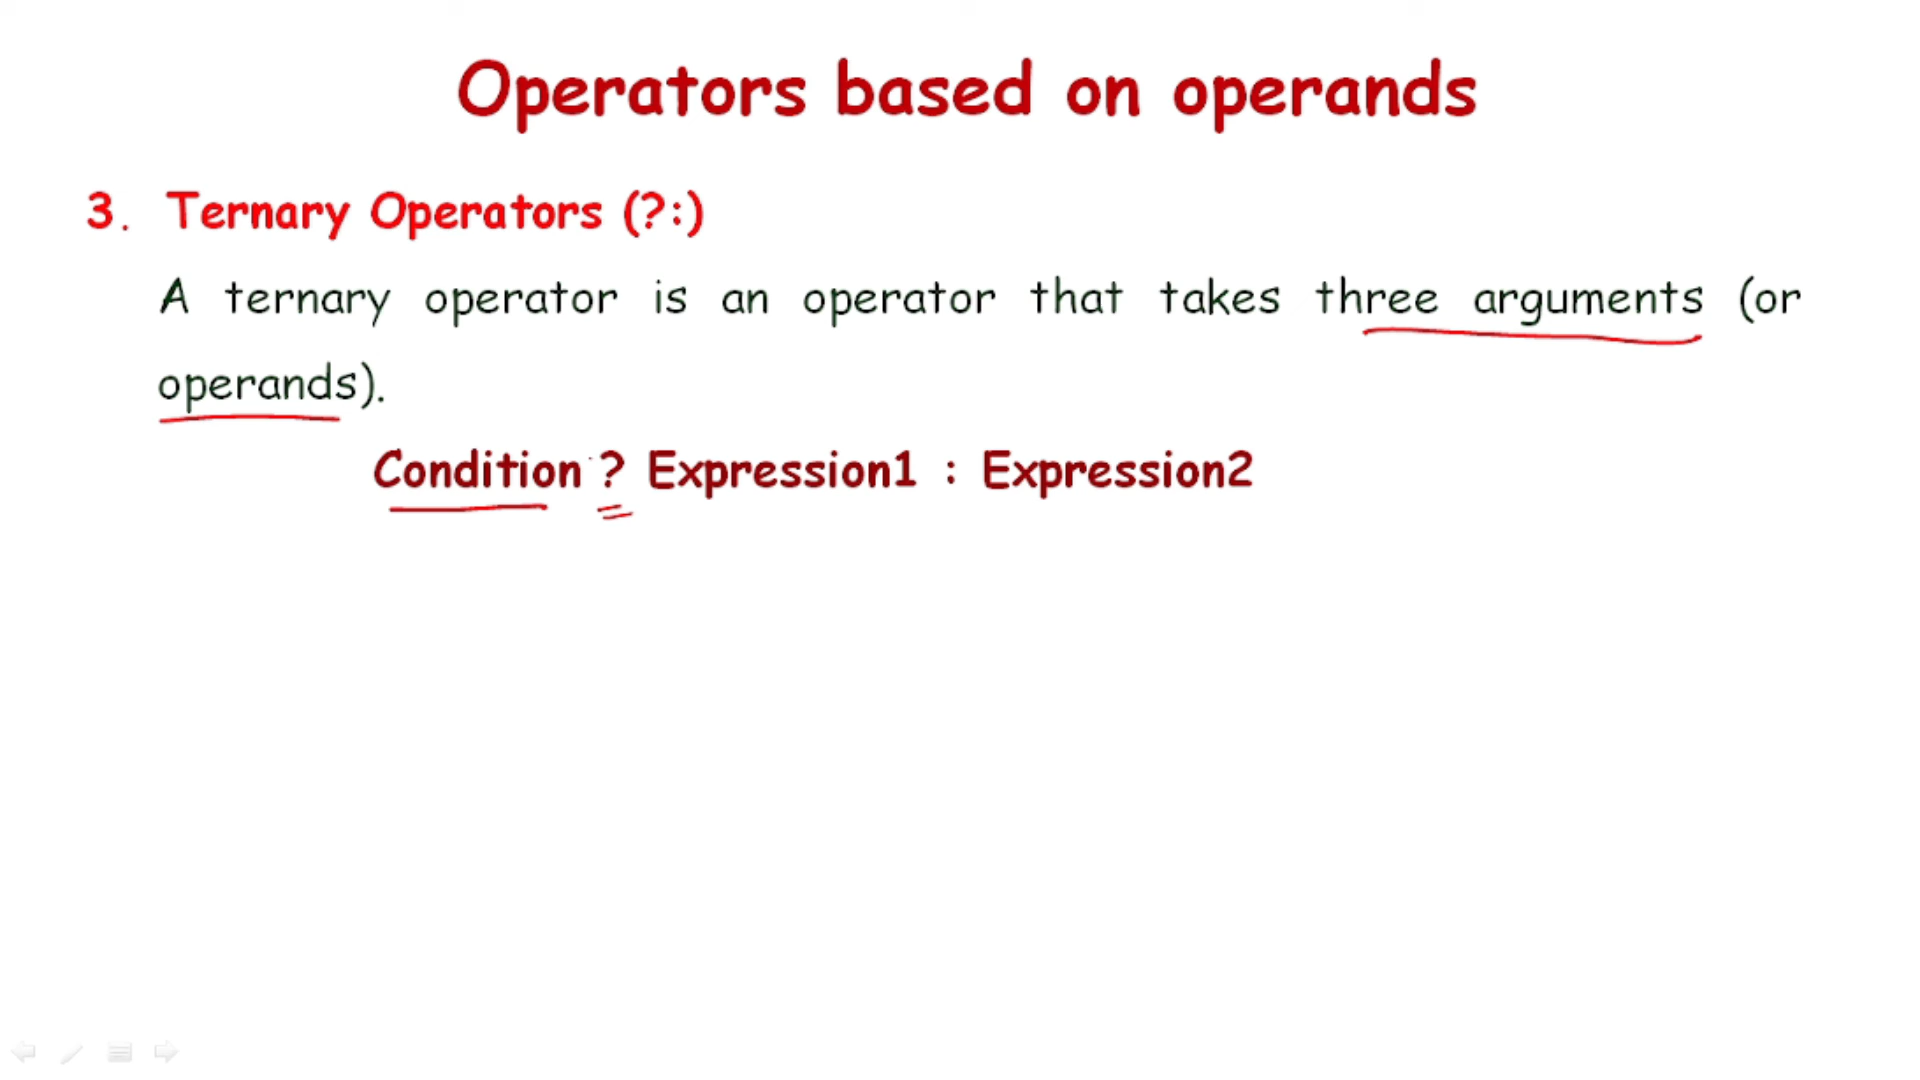 Operators based on operands
3. Ternary Operators (?:)
A ternary operator is an operator that takes three arguments (or
operands).
Condition ? Expression1 : Expression2